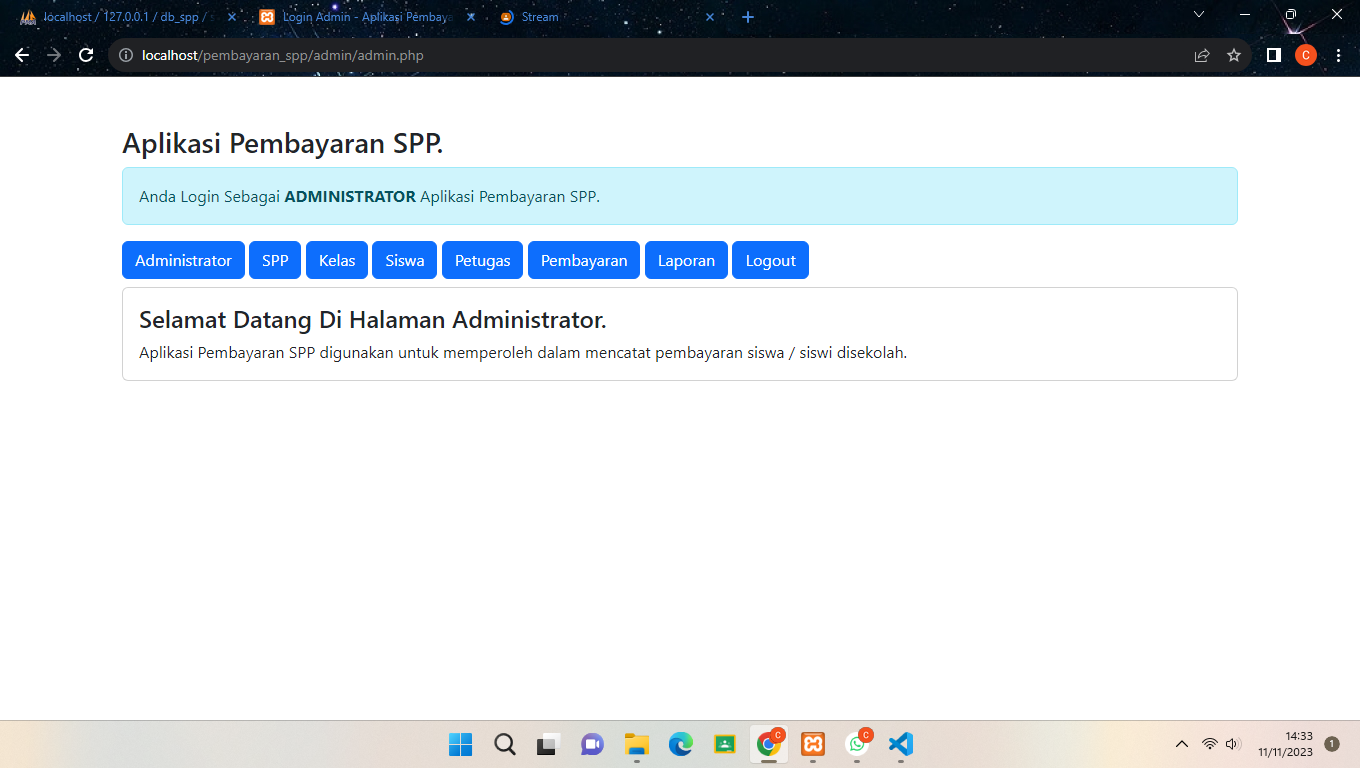 localhost / 127.0.0.1 / db_spp / s
Login Admin - Aplikasi Pembaya
Stream
localhost/pembayaran_spp/admin/admin.php
C
Aplikasi Pembayaran SPP.
Anda Login Sebagai ADMINISTRATOR Aplikasi Pembayaran SPP.
Administrator SPP Kelas Siswa Petugas Pembayaran Laporan Logout
Selamat Datang Di Halaman Administrator.
Aplikasi Pembayaran SPP digunakan untuk memperoleh dalam mencatat pembayaran siswa / siswi disekolah.
C
C
14:33
11/11/2023
1